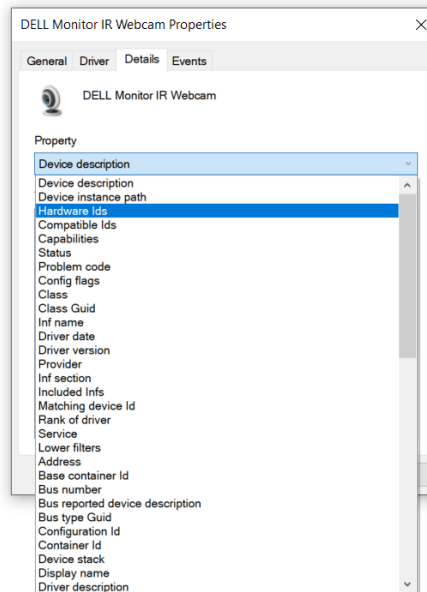 DELL Monitor IR Webcam Properties
General Driver Details Events
DELL Monitor IR Webcam
Property
Device description
Device description
Device instance path
Hardware Ids
Compatible Ids
Capabilities
Status
Problem code
Config flags
Class
Class Guid
Inf name
Driver date
Driver version
Provider
Inf section
Included Infs
Matching device Id
Rank of driver
Service
Lower filters
Address
Base container Id
Bus number
Bus reported device description
Bus type Guid
Configuration Id
Container Id
Device stack
Display name
Driver description